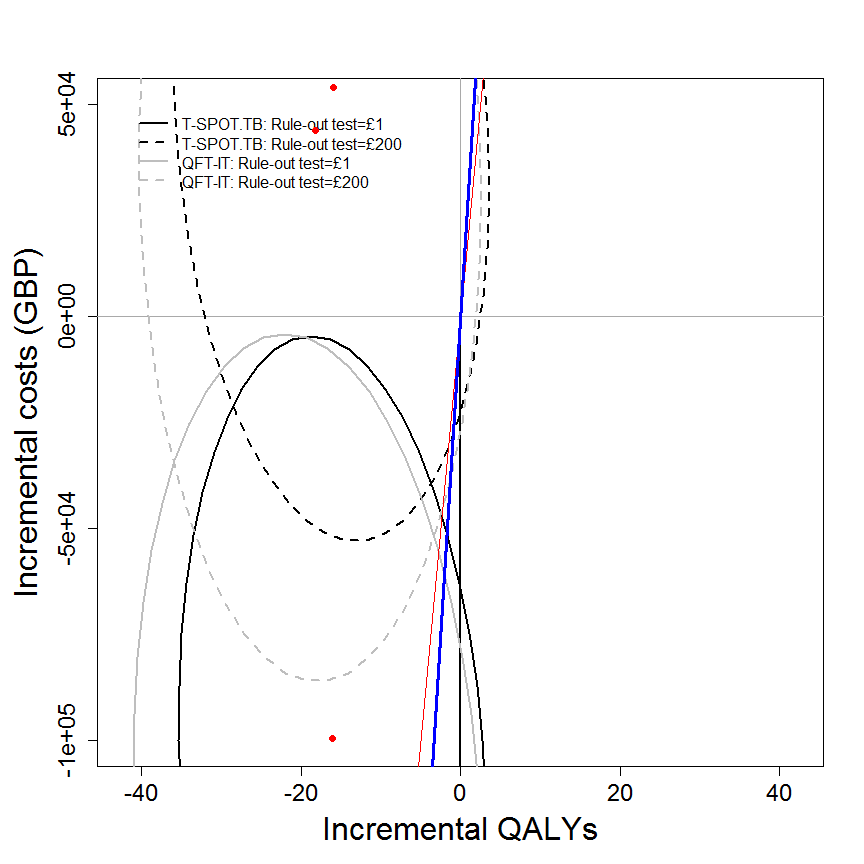 5e+04
0e+00
-5e+04
-1e+05
Incremental costs (GBP)
T-SPOT.TB: Rule-out test=£1
T-SPOT.TB: Rule-out test=£200
QFT-IT: Rule-out test=£1
QFT-IT: Rule-out test=£200
-40 -20 0 20 40
Incremental QALYs